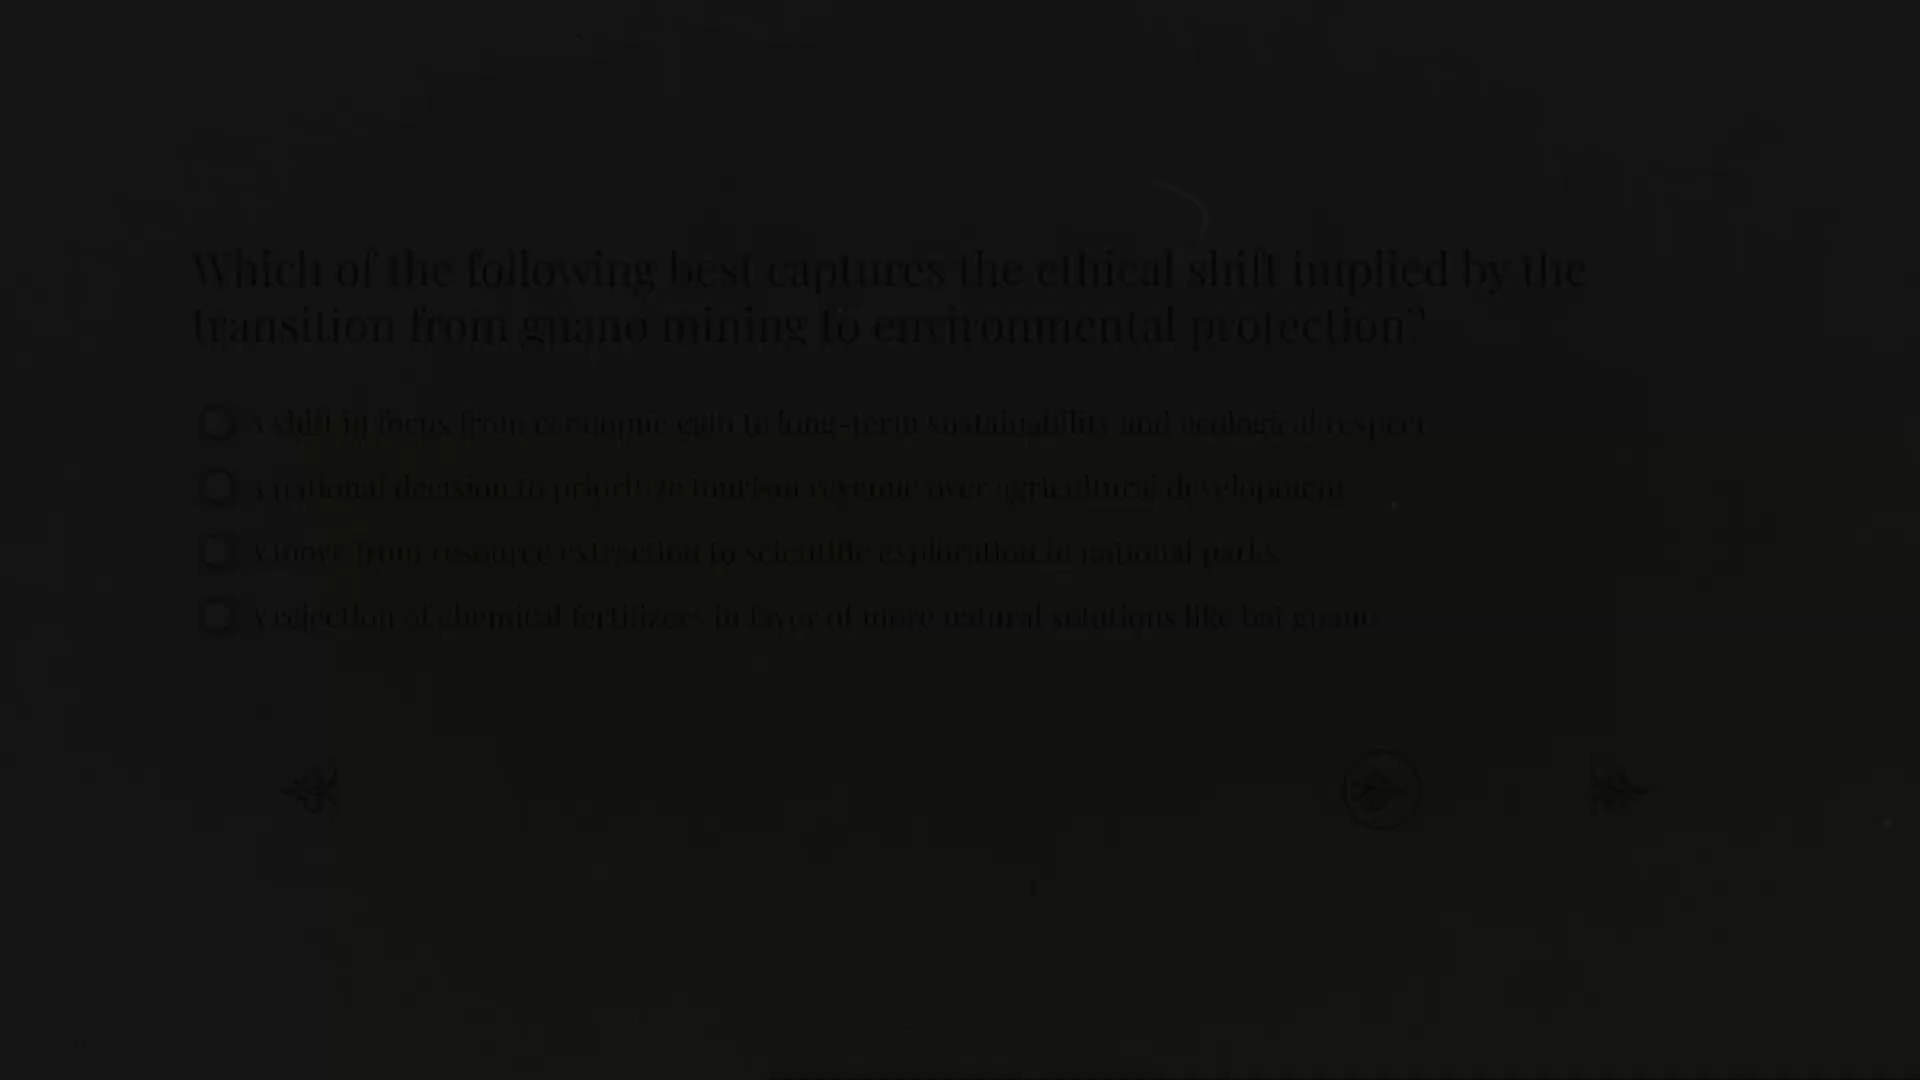 Which of the following best captures the ethical shift implied by the
transition from guano mining to environmental protection?
A shift in focus from economic gain to long-term sustainability and ecological respect
A national decision to prioritize tourism revenue over agricultural development
A move from resource extraction to scientific exploration in national parks
A rejection of chemical fertilizers in favor of more natural solutions like bat guano